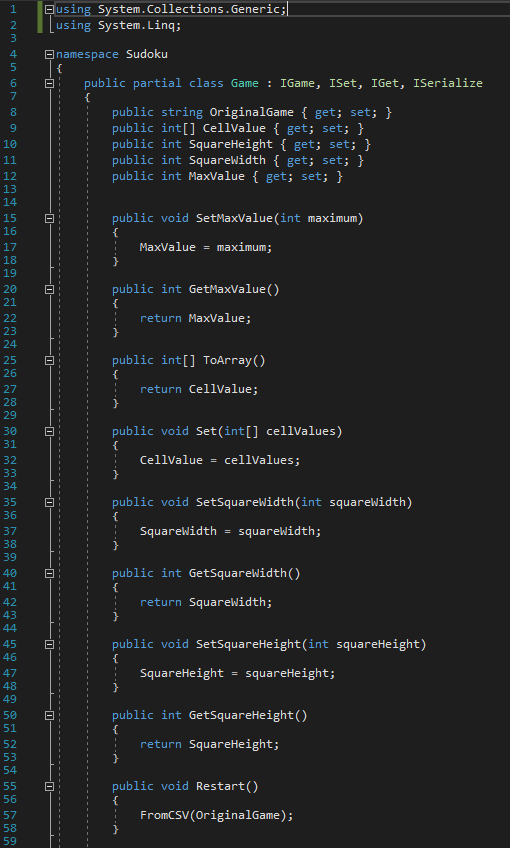 1 using System.Collections.Generic;
2 using System.Linq;
3
4 namespace Sudoku
5 {
6 public partial class Game : IGame, ISet, IGet, ISerialize
7 {
8 public string OriginalGame { get; set; }
9 public int[] CellValue { get; set; }
10 public int SquareHeight { get; set; }
11 public int SquareWidth { get; set; }
12 public int MaxValue { get; set; }
13
14
15 public void SetMaxValue(int maximum)
16 {
17 MaxValue = maximum;
18 }
19
20 public int GetMaxValue()
21 {
22 return MaxValue;
23 }
24
25 public int[] ToArray()
26 {
27 return CellValue;
28 }
29
30 public void Set(int[] cellValues)
31 {
32 CellValue = cellValues;
33 }
34
35 public void SetSquareWidth(int squareWidth)
36 {
37 SquareWidth = squareWidth;
38 }
39
40 public int GetSquareWidth()
41 {
42 return SquareWidth;
43 }
44
45 public void SetSquareHeight(int squareHeight)
46 {
47 SquareHeight = squareHeight;
48 }
49
50 public int GetSquareHeight()
51 {
52 return SquareHeight;
53 }
54
55 public void Restart()
56 {
57 FromCSV(OriginalGame);
58 }
59